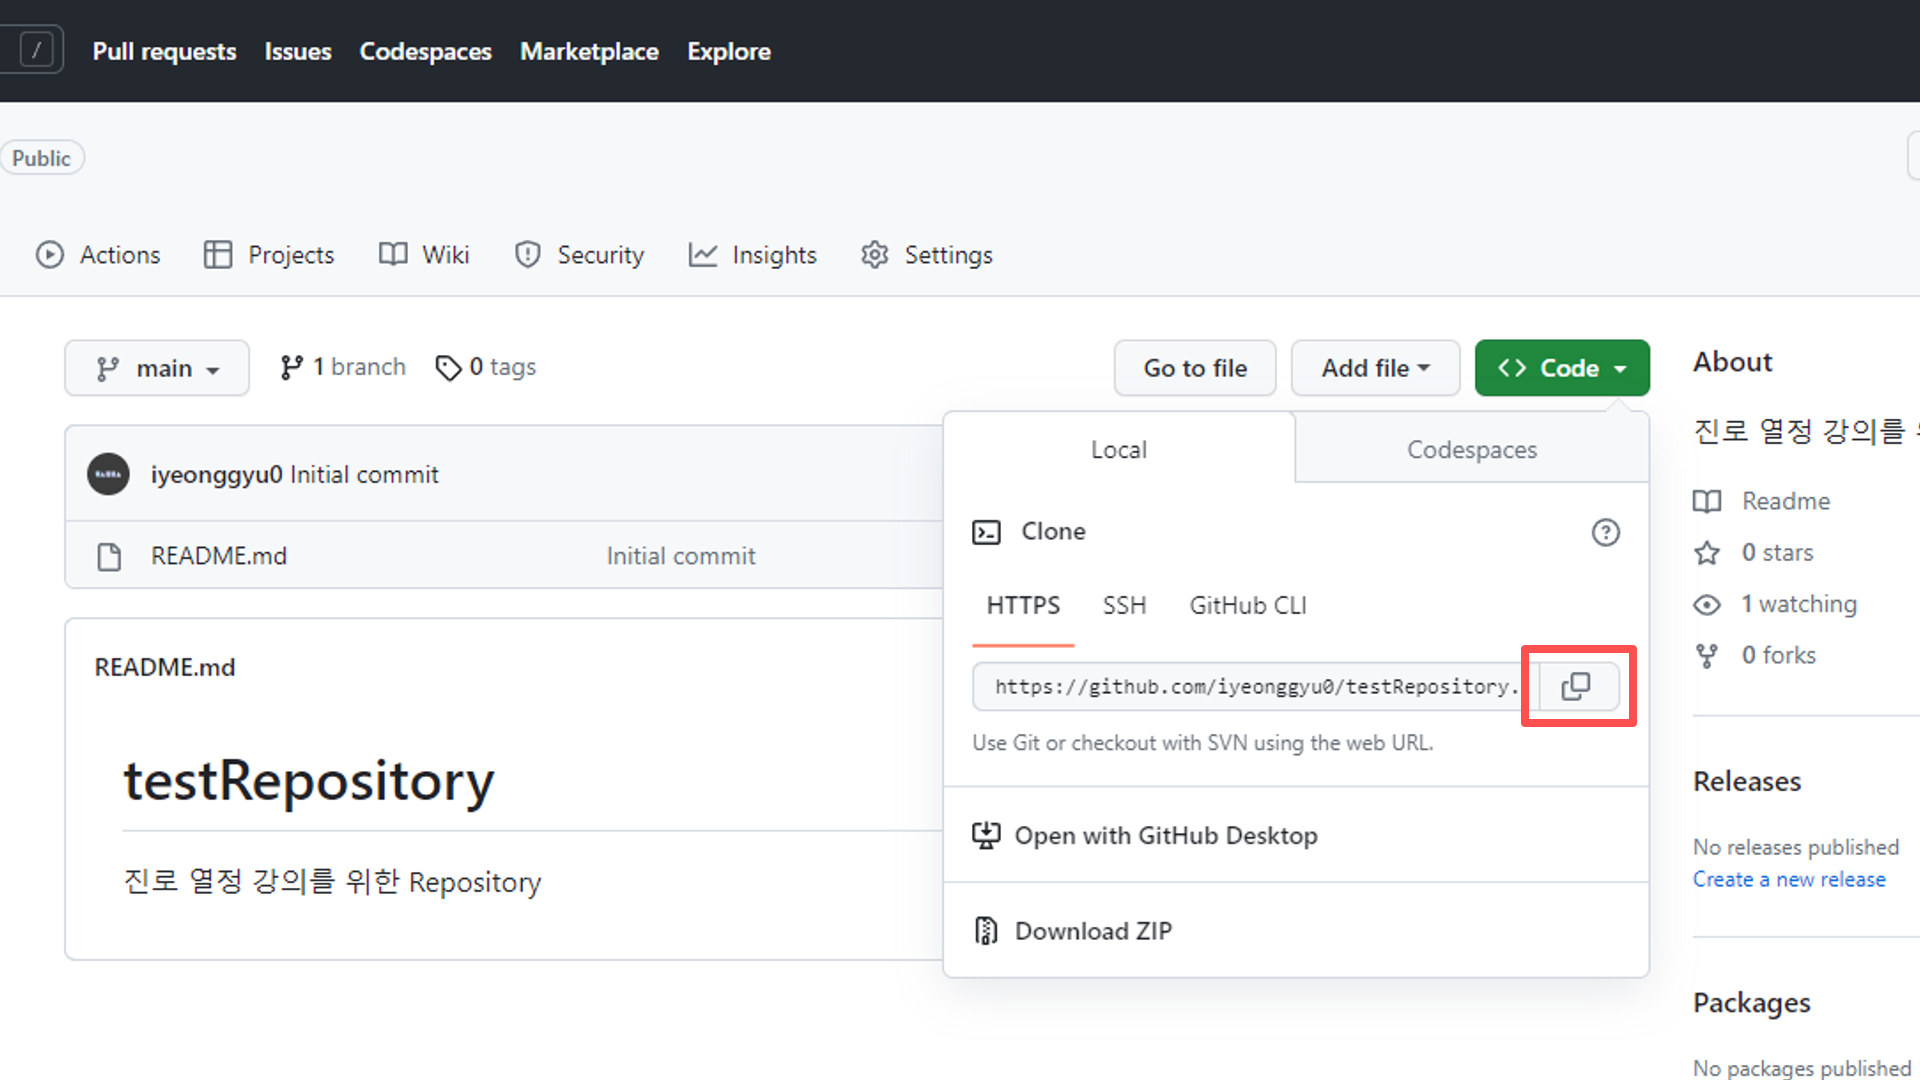 / Pull requests Issues Codespaces Marketplace Explore
Public
Actions Projects Wiki Security Insights Settings
main 1 branch 0 tags Go to file Add file <> Code
iyeonggyu0 Initial commit
README.md Initial commit
README.md
testRepository
진로 열정 강의를 위한 Repository
Local Codespaces
Clone
HTTPS SSH GitHub CLI
https://github.com/iyeonggyu0/testRepository.
Use Git or checkout with SVN using the web URL.
Open with GitHub Desktop
Download ZIP
About
진로 열정 강의를
Readme
0 stars
1 watching
0 forks
Releases
No releases published
Create a new release
Packages
No packages published